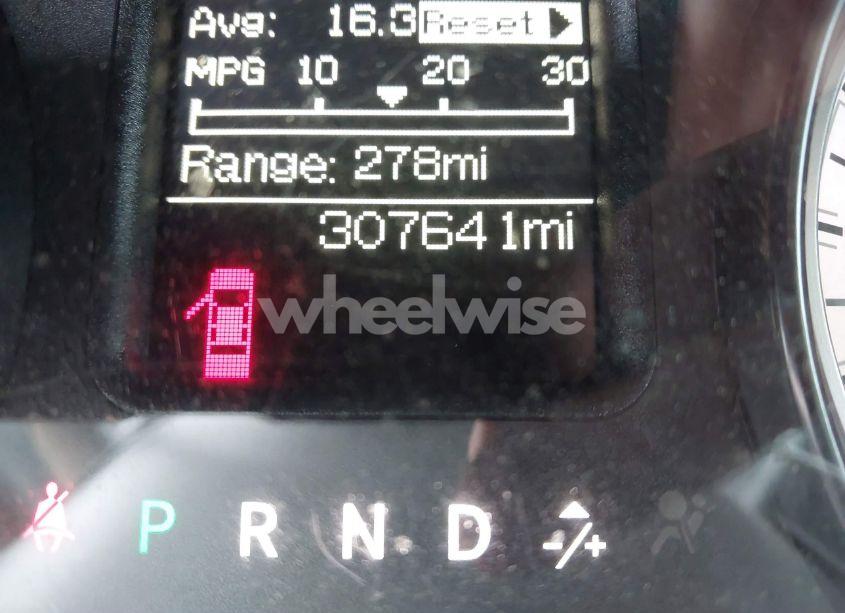 Avg: 16.3 Reset
MPG 10 20 30
Range: 278mi
307641mi
wheelwise
P R N D -/+